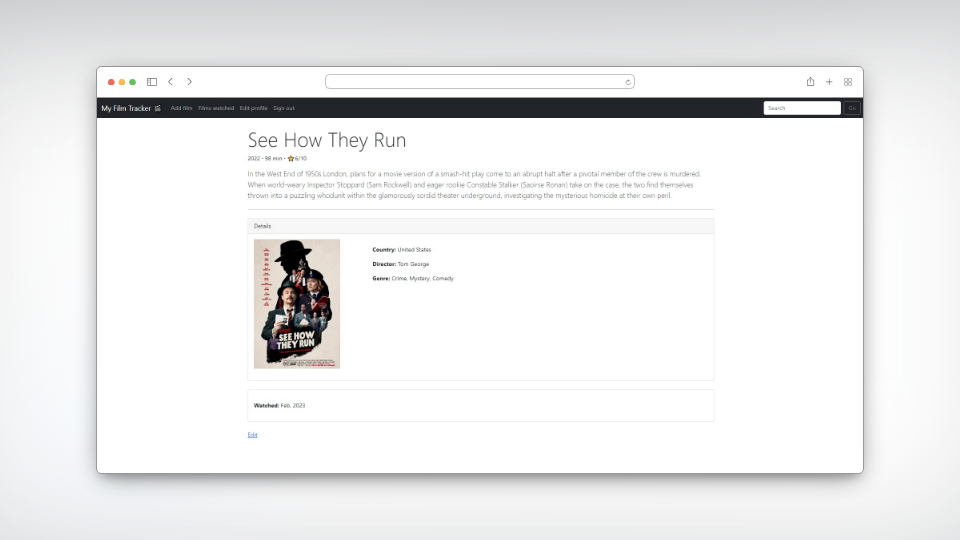 My Film Tracker Add film Films watched Edit profile Sign out Search Go
See How They Run
2022 • 98 min • ⭐6/10
In the West End of 1950s London, plans for a movie version of a smash-hit play come to an abrupt halt after a pivotal member of the crew is murdered.
When world-weary Inspector Stoppard (Sam Rockwell) and eager rookie Constable Stalker (Saoirse Ronan) take on the case, the two find themselves
thrown into a puzzling whodunit within the glamorously sordid theater underground, investigating the mysterious homicide at their own peril.
Details
Country: United States
Director: Tom George
Genre: Crime, Mystery, Comedy
SEE HOW
THEY RUN
Watched: Feb, 2023
Edit